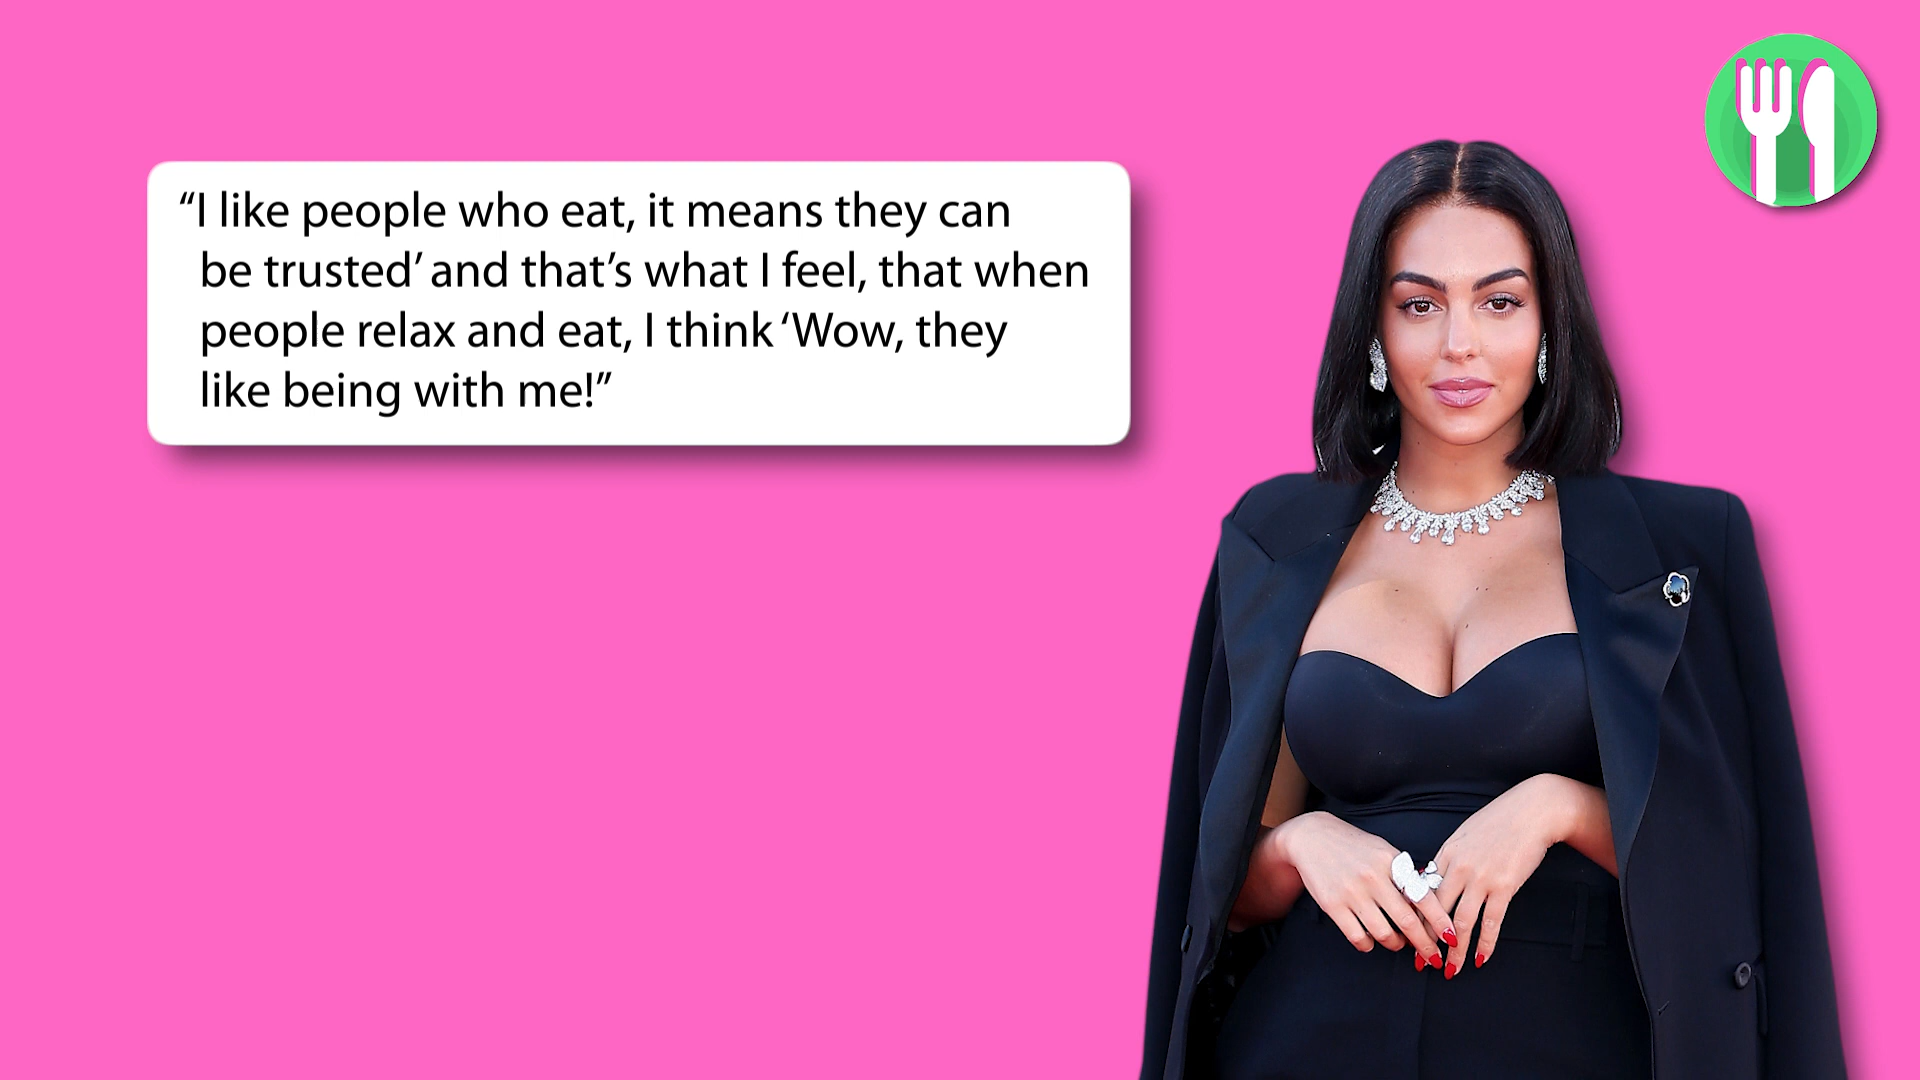 “I like people who eat, it means they can
be trusted’ and that’s what I feel, that when
people relax and eat, I think ‘Wow, they
like being with me!”